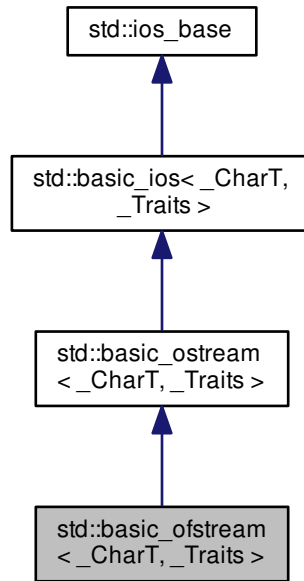 std::ios_base
std::basic_ios< _CharT,
_Traits >
std::basic_ostream
< _CharT, _Traits >
std::basic_ofstream
< _CharT, _Traits >